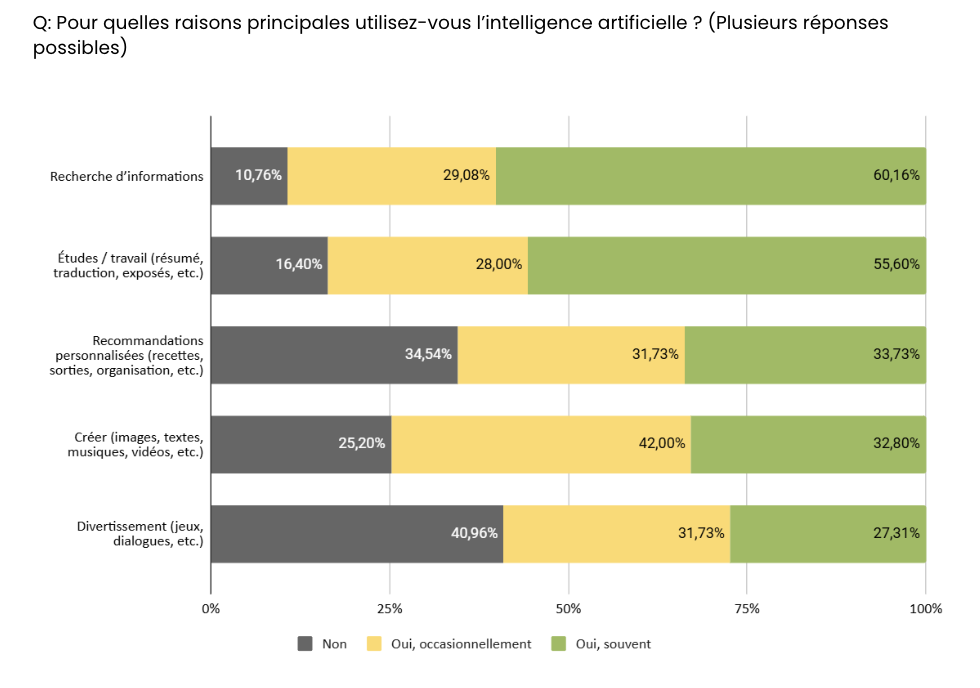 Q: Pour quelles raisons principales utilisez-vous l’intelligence artificielle ? (Plusieurs réponses
possibles)
Recherche d’informations
10,76%
29,08%
60,16%
Études / travail (résumé,
traduction, exposés, etc.)
16,40%
28,00%
55,60%
Recommandations
personnalisées (recettes,
sorties, organisation, etc.)
34,54%
31,73%
33,73%
Créer (images, textes,
musiques, vidéos, etc.)
25,20%
42,00%
32,80%
Divertissement (jeux,
dialogues, etc.)
40,96%
31,73%
27,31%
0%
25%
50%
75%
100%
Non
Oui, occasionnellement
Oui, souvent